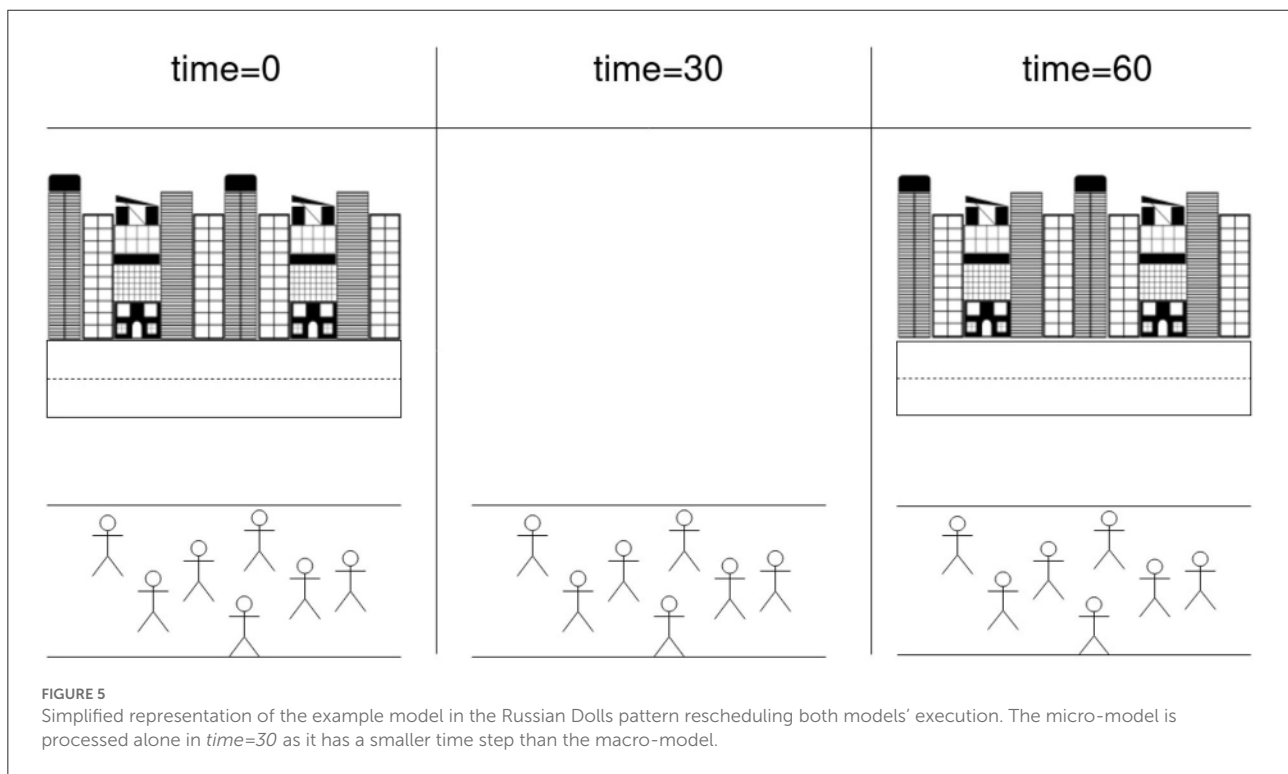 time=0
time=30
time=60
FIGURE 5
Simplified representation of the example model in the Russian Dolls pattern rescheduling both models’ execution. The micro-model is
processed alone in time=30 as it has a smaller time step than the macro-model.